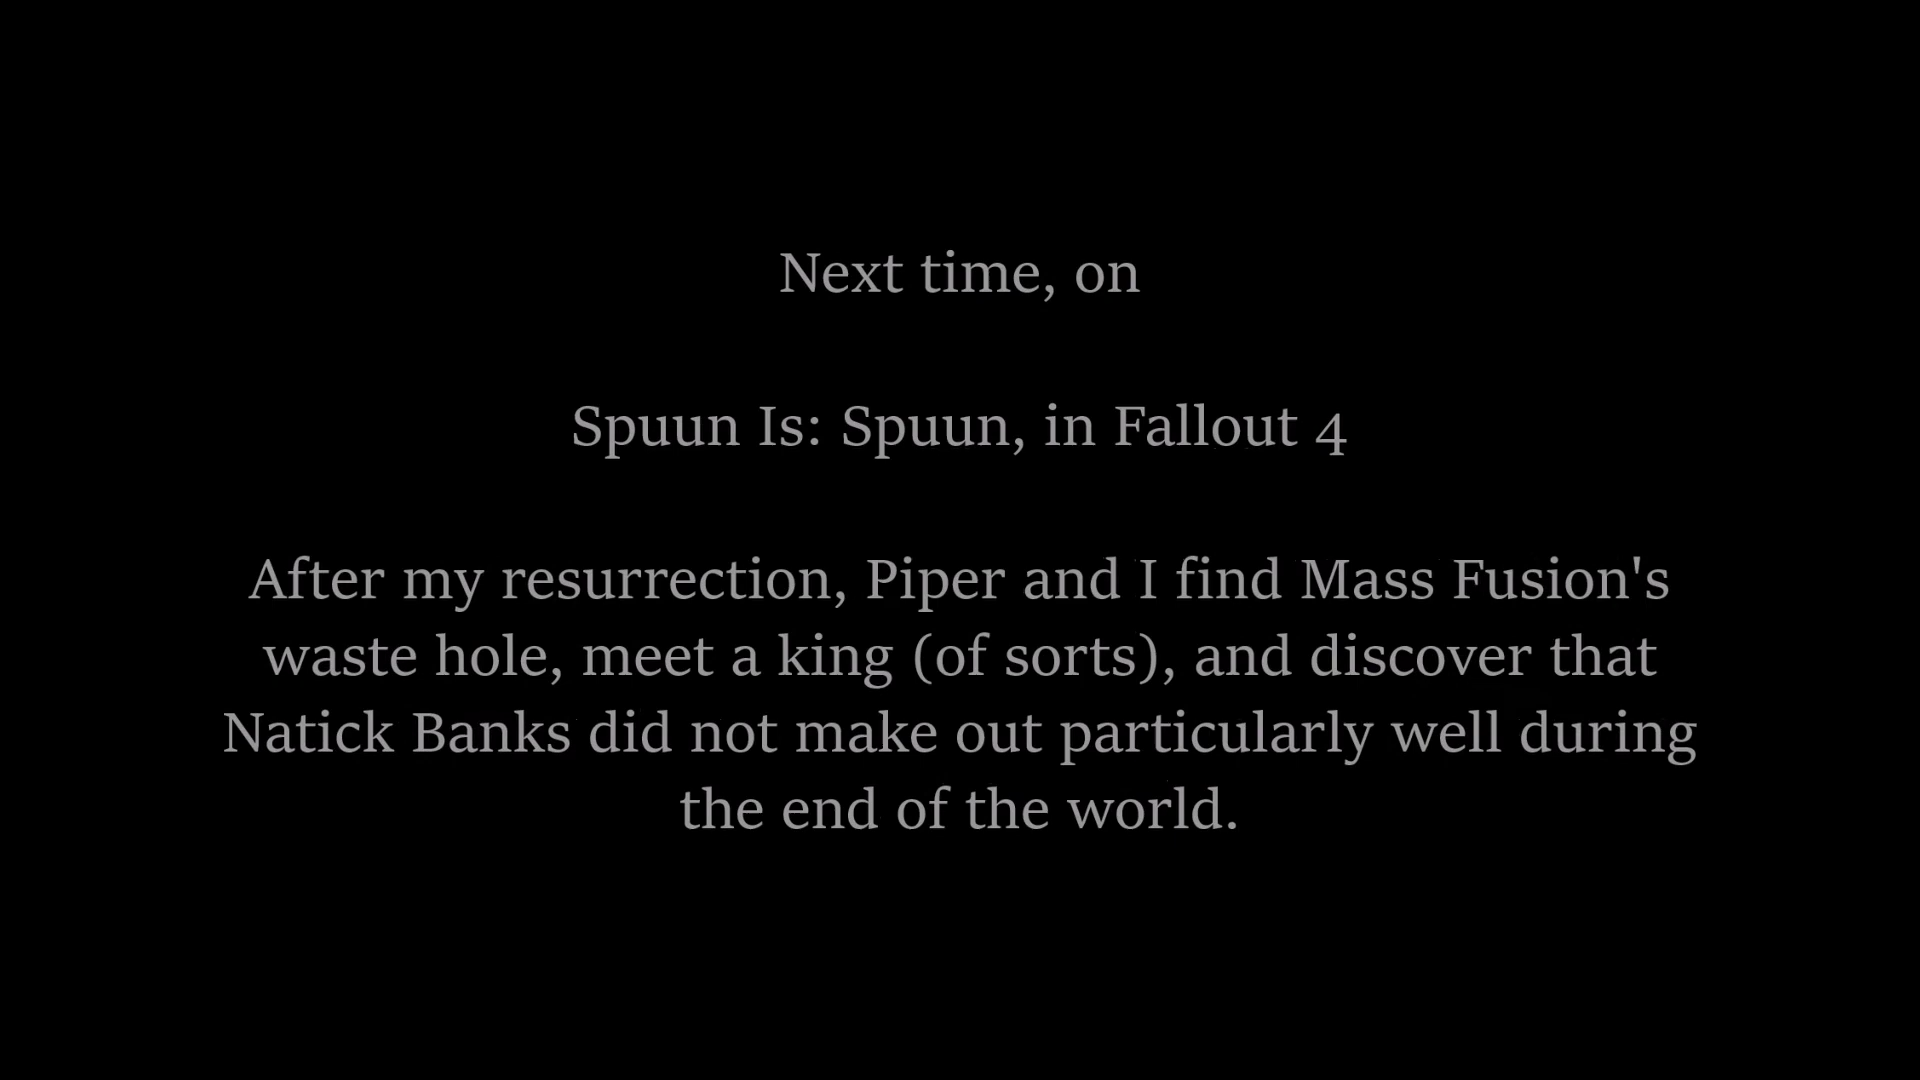 Next time, on
Spuun Is: Spuun, in Fallout 4
After my resurrection, Piper and I find Mass Fusion's
waste hole, meet a king (of sorts), and discover that
Natick Banks did not make out particularly well during
the end of the world.